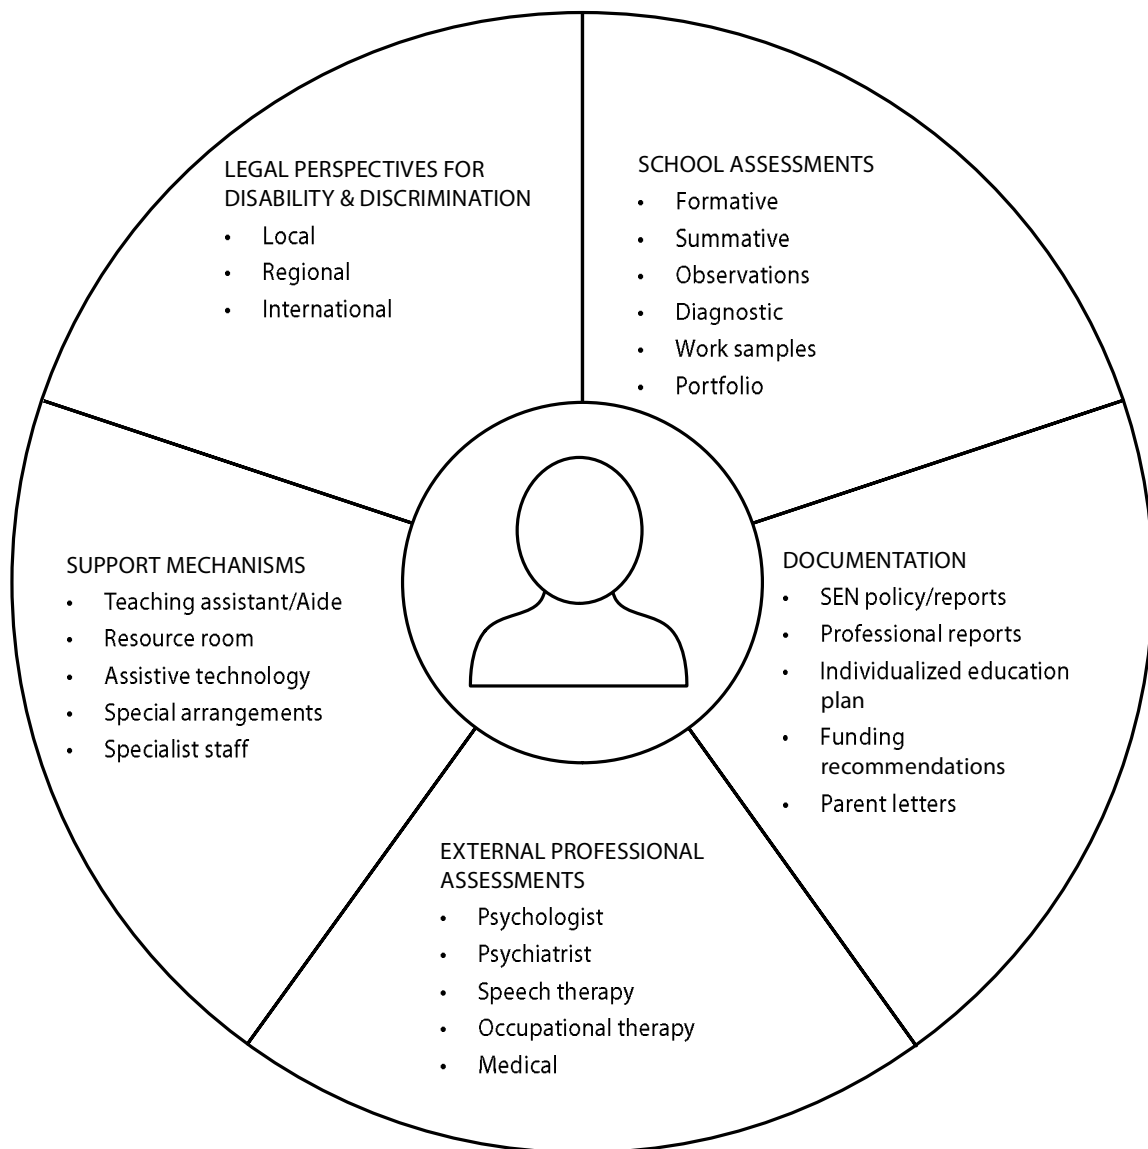 LEGAL PERSPECTIVES FOR
DISABILITY & DISCRIMINATION
• Local
• Regional
• International
SCHOOL ASSESSMENTS
• Formative
• Summative
• Observations
• Diagnostic
• Work samples
• Portfolio
SUPPORT MECHANISMS
• Teaching assistant/Aide
• Resource room
• Assistive technology
• Special arrangements
• Specialist staff
DOCUMENTATION
• SEN policy/reports
• Professional reports
• Individualized education
plan
• Funding
recommendations
• Parent letters
EXTERNAL PROFESSIONAL
ASSESSMENTS
• Psychologist
• Psychiatrist
• Speech therapy
• Occupational therapy
• Medical